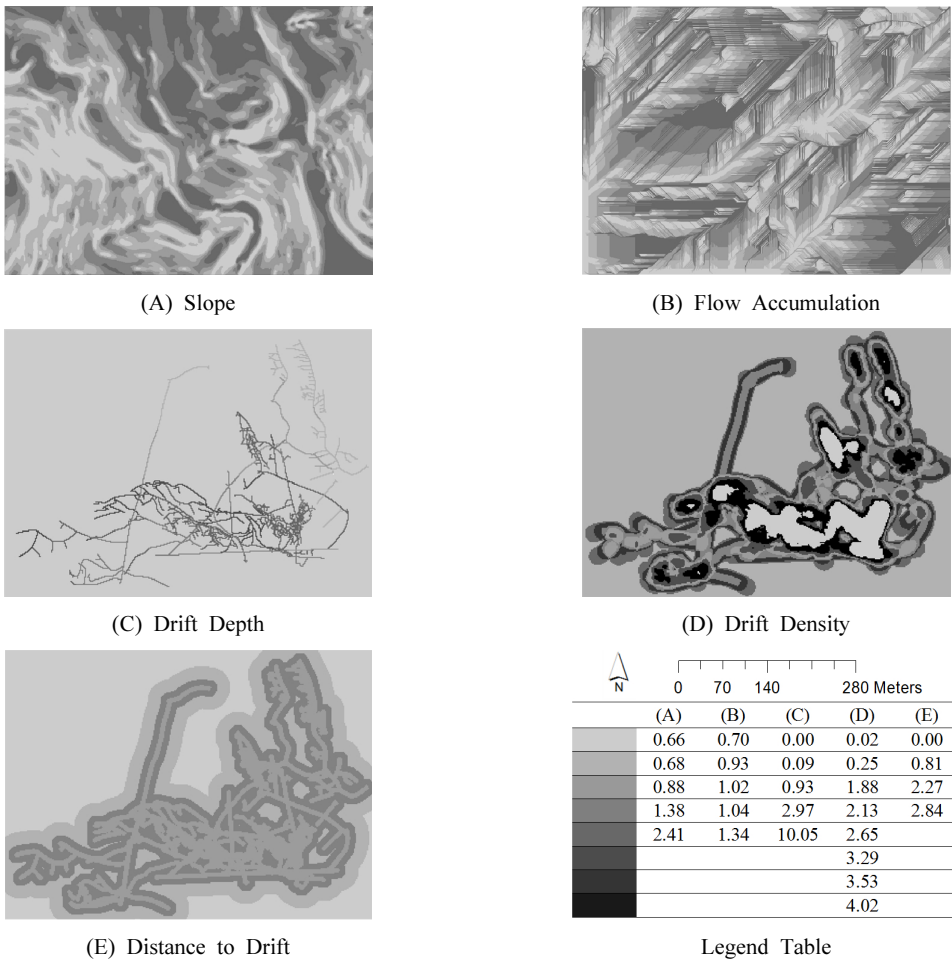 (A) Slope
(B) Flow Accumulation
(C) Drift Depth
(D) Drift Density
N
0 70 140 280 Meters
(A) (B) (C) (D) (E)
0.66 0.70 0.00 0.02 0.00
0.68 0.93 0.09 0.25 0.81
0.88 1.02 0.93 1.88 2.27
1.38 1.04 2.97 2.13 2.84
2.41 1.34 10.05 2.65
3.29
3.53
4.02
(E) Distance to Drift
Legend Table